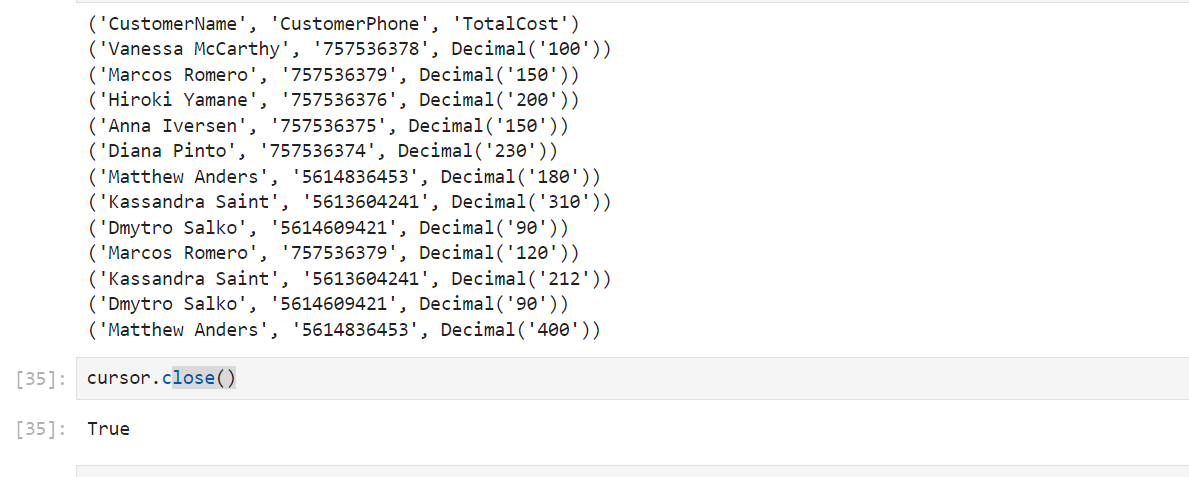 ('CustomerName', 'CustomerPhone', 'TotalCost')
('Vanessa McCarthy', '757536378', Decimal('100'))
('Marcos Romero', '757536379', Decimal('150'))
('Hiroki Yamane', '757536376', Decimal('200'))
('Anna Iversen', '757536375', Decimal('150'))
('Diana Pinto', '757536374', Decimal('230'))
('Matthew Anders', '5614836453', Decimal('180'))
('Kassandra Saint', '5613604241', Decimal('310'))
('Dmytro Salko', '5614609421', Decimal('90'))
('Marcos Romero', '757536379', Decimal('120'))
('Kassandra Saint', '5613604241', Decimal('212'))
('Dmytro Salko', '5614609421', Decimal('90'))
('Matthew Anders', '5614836453', Decimal('400'))
[35]: cursor.close()
[35]: True